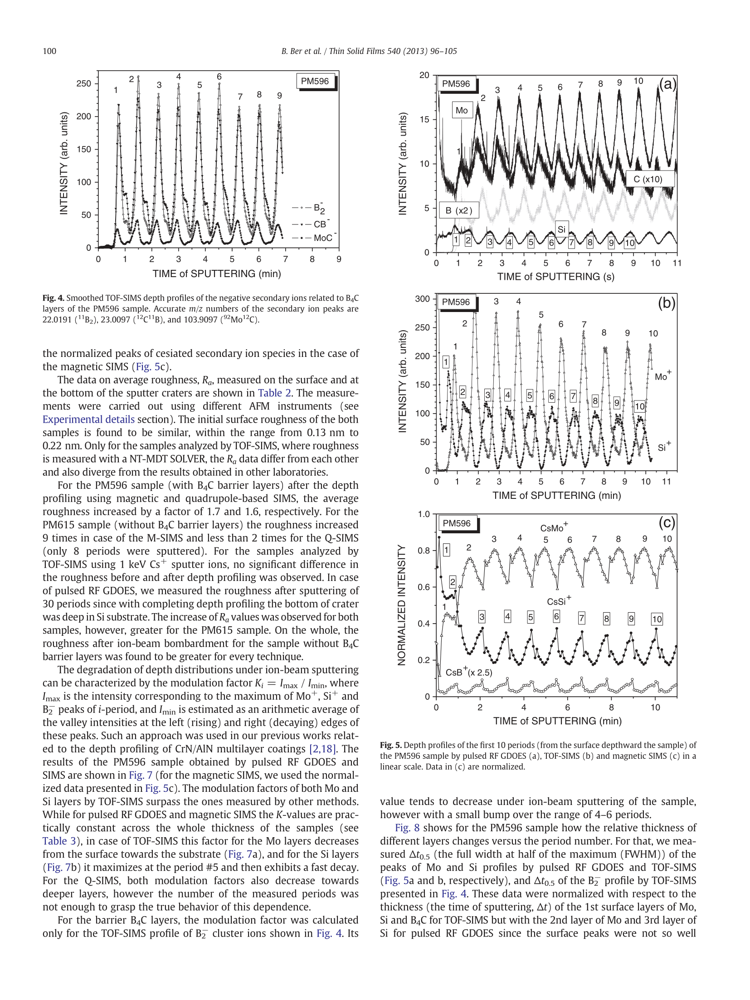 100
B. Ber et al. / Thin Solid Films 540 (2013) 96–105
PM596
INTENSITY (arb. units)
250
200
150
100
50
0
1
2
3
4
5
6
7
8
9
B2-
CB-
MoC-
0 1 2 3 4 5 6 7 8 9
TIME of SPUTTERING (min)
Fig. 4. Smoothed TOF-SIMS depth profiles of the negative secondary ions related to B4C
layers of the PM596 sample. Accurate m/z numbers of the secondary ion peaks are
22.0191 (11B2), 23.0097 (12C11B), and 103.9097 (92Mo12C).
the normalized peaks of cesiated secondary ion species in the case of
the magnetic SIMS (Fig. 5c).
The data on average roughness, Ra, measured on the surface and at
the bottom of the sputter craters are shown in Table 2. The measure-
ments were carried out using different AFM instruments (see
Experimental details section). The initial surface roughness of the both
samples is found to be similar, within the range from 0.13 nm to
0.22 nm. Only for the samples analyzed by TOF-SIMS, where roughness
is measured with a NT-MDT SOLVER, the Ra data differ from each other
and also diverge from the results obtained in other laboratories.
For the PM596 sample (with B4C barrier layers) after the depth
profiling using magnetic and quadrupole-based SIMS, the average
roughness increased by a factor of 1.7 and 1.6, respectively. For the
PM615 sample (without B4C barrier layers) the roughness increased
9 times in case of the M-SIMS and less than 2 times for the Q-SIMS
(only 8 periods were sputtered). For the samples analyzed by
TOF-SIMS using 1 keV Cs+ sputter ions, no significant difference in
the roughness before and after depth profiling was observed. In case
of pulsed RF GDOES, we measured the roughness after sputtering of
30 periods since with completing depth profiling the bottom of crater
was deep in Si substrate. The increase of Ra values was observed for both
samples, however, greater for the PM615 sample. On the whole, the
roughness after ion-beam bombardment for the sample without B4C
barrier layers was found to be greater for every technique.
The degradation of depth distributions under ion-beam sputtering
can be characterized by the modulation factor Ki = Imax / Imin, where
Imax is the intensity corresponding to the maximum of Mo+, Si+ and
B2− peaks of i-period, and Imin is estimated as an arithmetic average of
the valley intensities at the left (rising) and right (decaying) edges of
these peaks. Such an approach was used in our previous works relat-
ed to the depth profiling of CrN/AlN multilayer coatings [2,18]. The
results of the PM596 sample obtained by pulsed RF GDOES and
SIMS are shown in Fig. 7 (for the magnetic SIMS, we used the normal-
ized data presented in Fig. 5c). The modulation factors of both Mo and
Si layers by TOF-SIMS surpass the ones measured by other methods.
While for pulsed RF GDOES and magnetic SIMS the K-values are prac-
tically constant across the whole thickness of the samples (see
Table 3), in case of TOF-SIMS this factor for the Mo layers decreases
from the surface towards the substrate (Fig. 7a), and for the Si layers
(Fig. 7b) it maximizes at the period #5 and then exhibits a fast decay.
For the Q-SIMS, both modulation factors also decrease towards
deeper layers, however the number of the measured periods was
not enough to grasp the true behavior of this dependence.
For the barrier B4C layers, the modulation factor was calculated
only for the TOF-SIMS profile of B2− cluster ions shown in Fig. 4. Its
PM596
(a)
INTENSITY (arb. units)
20
15
10
5
0
1 2 3 4 5 6 7 8 9 10
Mo
C (x10)
B (x2)
Si
1 2 3 4 5 6 7 8 9 10
0 1 2 3 4 5 6 7 8 9 10 11
TIME of SPUTTERING (s)
PM596
(b)
INTENSITY (arb. units)
300
250
200
150
100
50
0
1 2 3 4 5 6 7 8 9 10
Mo+
1 2 3 4 5 6 7 8 9 10
Si+
0 1 2 3 4 5 6 7 8 9 10 11
TIME of SPUTTERING (min)
PM596
(c)
NORMALIZED INTENSITY
1.0
0.8
0.6
0.4
0.2
0
CsMo+
1 2 3 4 5 6 7 8 9 10
CsSi+
1 2 3 4 5 6 7 8 9 10
CsB+(x 2.5)
0 2 4 6 8 10
TIME of SPUTTERING (min)
Fig. 5. Depth profiles of the first 10 periods (from the surface depthward the sample) of
the PM596 sample by pulsed RF GDOES (a), TOF-SIMS (b) and magnetic SIMS (c) in a
linear scale. Data in (c) are normalized.
value tends to decrease under ion-beam sputtering of the sample,
however with a small bump over the range of 4–6 periods.
Fig. 8 shows for the PM596 sample how the relative thickness of
different layers changes versus the period number. For that, we mea-
sured Δt0.5 (the full width at half of the maximum (FWHM)) of the
peaks of Mo and Si profiles by pulsed RF GDOES and TOF-SIMS
(Fig. 5a and b, respectively), and Δt0.5 of the B2− profile by TOF-SIMS
presented in Fig. 4. These data were normalized with respect to the
thickness (the time of sputtering, Δt) of the 1st surface layers of Mo,
Si and B4C for TOF-SIMS but with the 2nd layer of Mo and 3rd layer of
Si for pulsed RF GDOES since the surface peaks were not so well